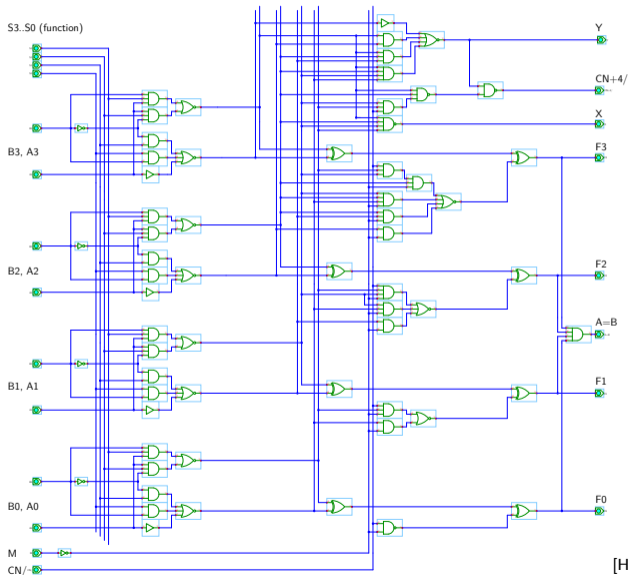 S3..S0 (function)
Y
CN+4/
X
B3, A3
F3
B2, A2
F2
A=B
B1, A1
F1
B0, A0
F0
M
CN/
[H